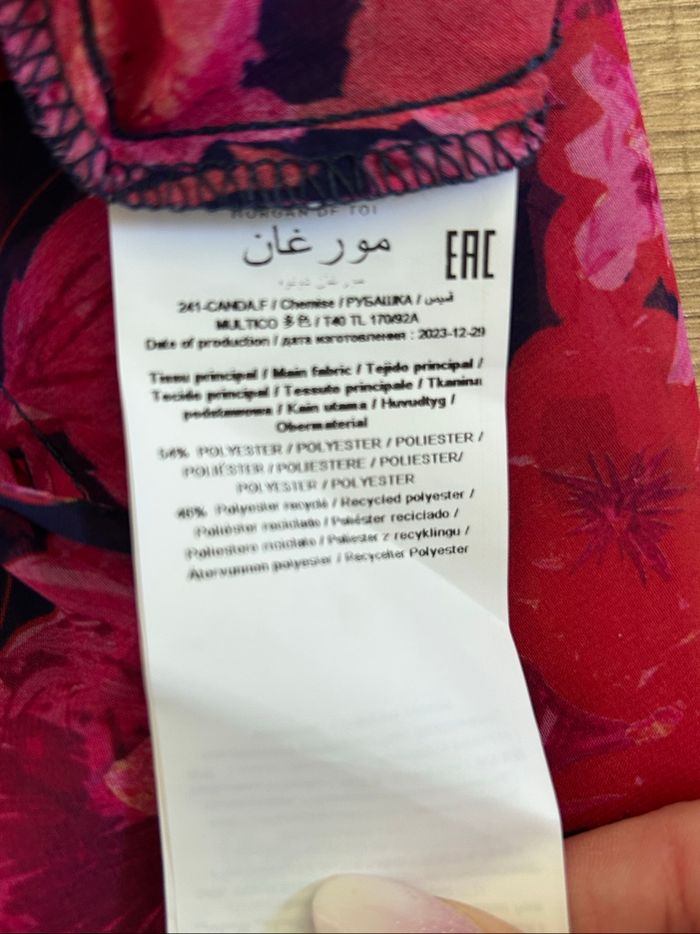 MORGAN DE TOI
مورغان
EAC
241-CANDA.F / Chemise / РУБАШКА / قميص
MULTICO 多色 / T40 TL 170/92A
Date of production / дата изготовления : 2023-12-29
Tissu principal / Main fabric / Tejido principal /
Tecido principal / Tessuto principale / Tkanina
podstawowa / Kain utama / Huvudtyg /
Obermaterial
54% POLYESTER / POLYESTER / POLIESTER /
POLIÉSTER / POLIESTERE / POLIESTER/
POLYESTER / POLYESTER
46% Polyester recyclé / Recycled polyester /
Poliéster reciclado / Poliéster reciclado /
Poliestere riciclato / Poliester z recyklingu /
Återvunnen polyester / Recycelter Polyester